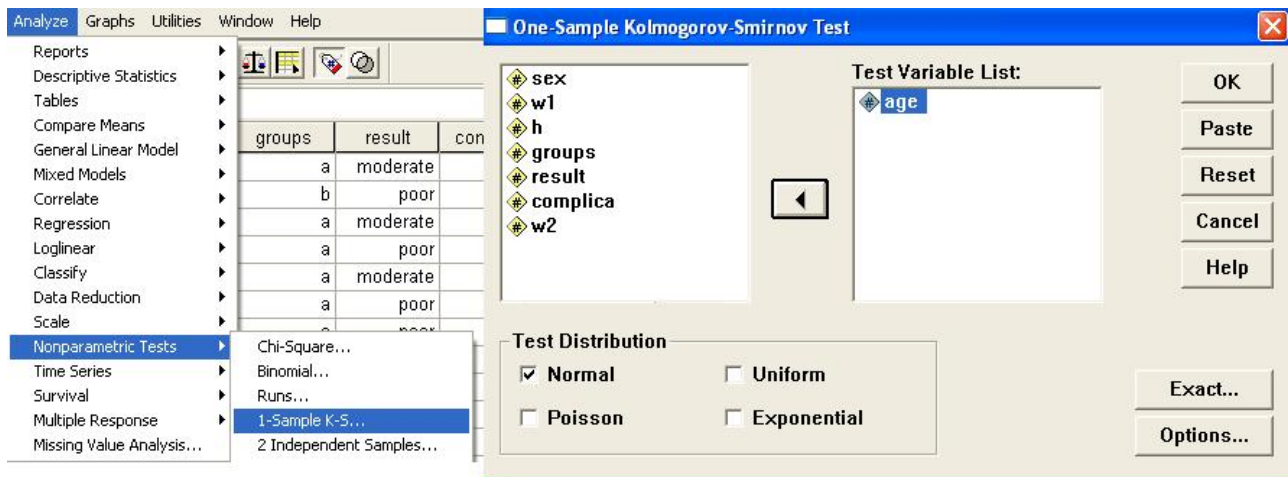 Analyze Graphs Utilities Window Help
Reports
Descriptive Statistics
Tables
Compare Means
General Linear Model
Mixed Models
Correlate
Regression
Loglinear
Classify
Data Reduction
Scale
Nonparametric Tests
Time Series
Survival
Multiple Response
Missing Value Analysis...
groups result con
a moderate
b poor
a moderate
a poor
a moderate
a poor
Chi-Square...
Binomial...
Runs...
1-Sample K-S...
2 Independent Samples...
One-Sample Kolmogorov-Smirnov Test
sex
w1
h
groups
result
complica
w2
Test Variable List:
age
OK
Paste
Reset
Cancel
Help
Test Distribution
Normal Uniform
Poisson Exponential
Exact...
Options...